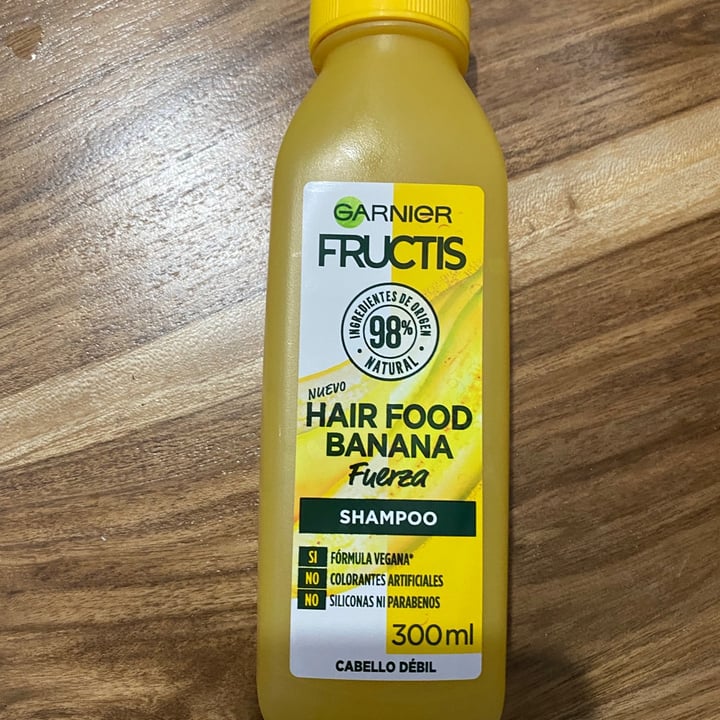 GARNIER
FRUCTIS
INGREDIENTES DE ORIGEN
98%
• NATURAL •
NUEVO
HAIR FOOD
BANANA
Fuerza
SHAMPOO
SI FÓRMULA VEGANA*
NO COLORANTES ARTIFICIALES
NO SILICONAS NI PARABENOS
300ml
CABELLO DÉBIL